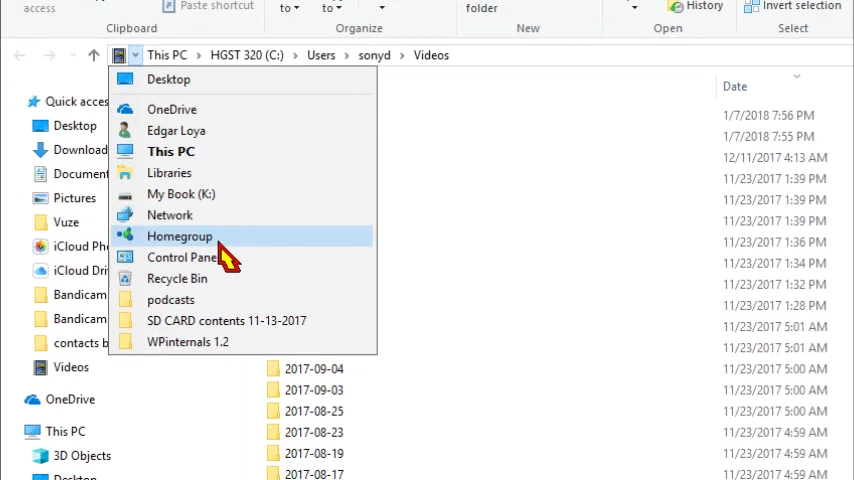 access
Paste shortcut
to
to
folder
History
Invert selection
Clipboard
Organize
New
Open
Select
This PC > HGST 320 (C:) > Users > sonyd > Videos
Desktop
Date
Quick acces
OneDrive
1/7/2018 7:56 PM
Desktop
Edgar Loya
1/7/2018 7:55 PM
Download
This PC
12/11/2017 4:13 AM
Document
Libraries
11/23/2017 1:39 PM
Pictures
My Book (K:)
11/23/2017 1:39 PM
Vuze
Network
11/23/2017 1:39 PM
iCloud Pho
Homegroup
11/23/2017 1:36 PM
iCloud Driv
Control Pane
11/23/2017 1:34 PM
Bandicam
Recycle Bin
11/23/2017 1:32 PM
podcasts
11/23/2017 1:28 PM
Bandicam
SD CARD contents 11-13-2017
11/23/2017 5:01 AM
contacts b
WPinternals 1.2
11/23/2017 5:01 AM
Videos
2017-09-04
11/23/2017 5:00 AM
2017-09-03
11/23/2017 5:00 AM
OneDrive
2017-08-25
11/23/2017 5:00 AM
This PC
2017-08-23
11/23/2017 4:59 AM
3D Objects
2017-08-19
11/23/2017 4:59 AM
Desktop
2017-08-17
11/23/2017 4:59 AM